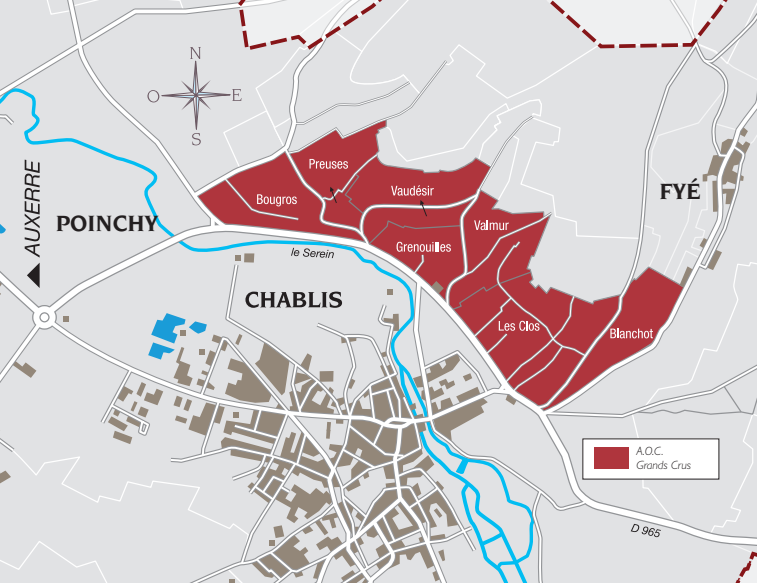 N
O E
S
AUXERRE
POINCHY
Preuses
Bougros
Vaudésir
Valmur
Grenouilles
FYÉ
le Serein
CHABLIS
Les Clos
Blanchot
A.O.C.
Grands Crus
D 965